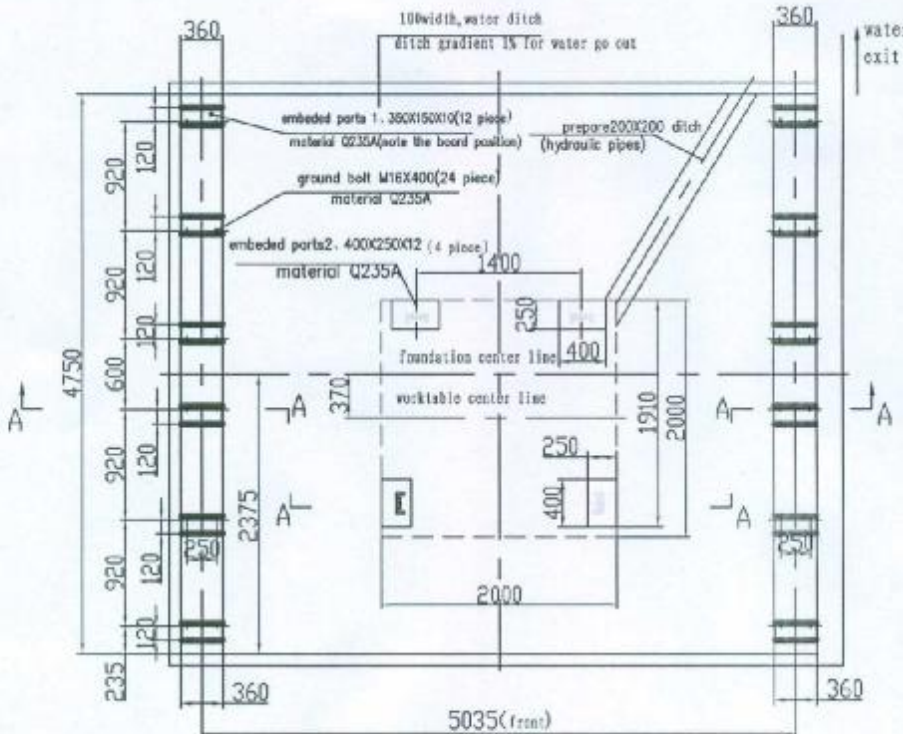 360
100width,water ditch
360
water
exit
ditch gradient 1% for water go out
embeded parts 1. 360X150X10(12 piece)
material Q235A(note the board position)
prepare200X200 ditch
(hydraulic pipes)
ground bolt M16X400(24 piece)
material Q235A
embeded parts2. 400X250X12 (4 piece)
material Q235A
1400
920
120
920
120
120
600
4750
920
120
920
120
120
235
250
400
foundation center line
370
worktable center line
A
A
A
A
1910
2000
250
400
2375
A
A
250
250
2000
360
360
5035(front)